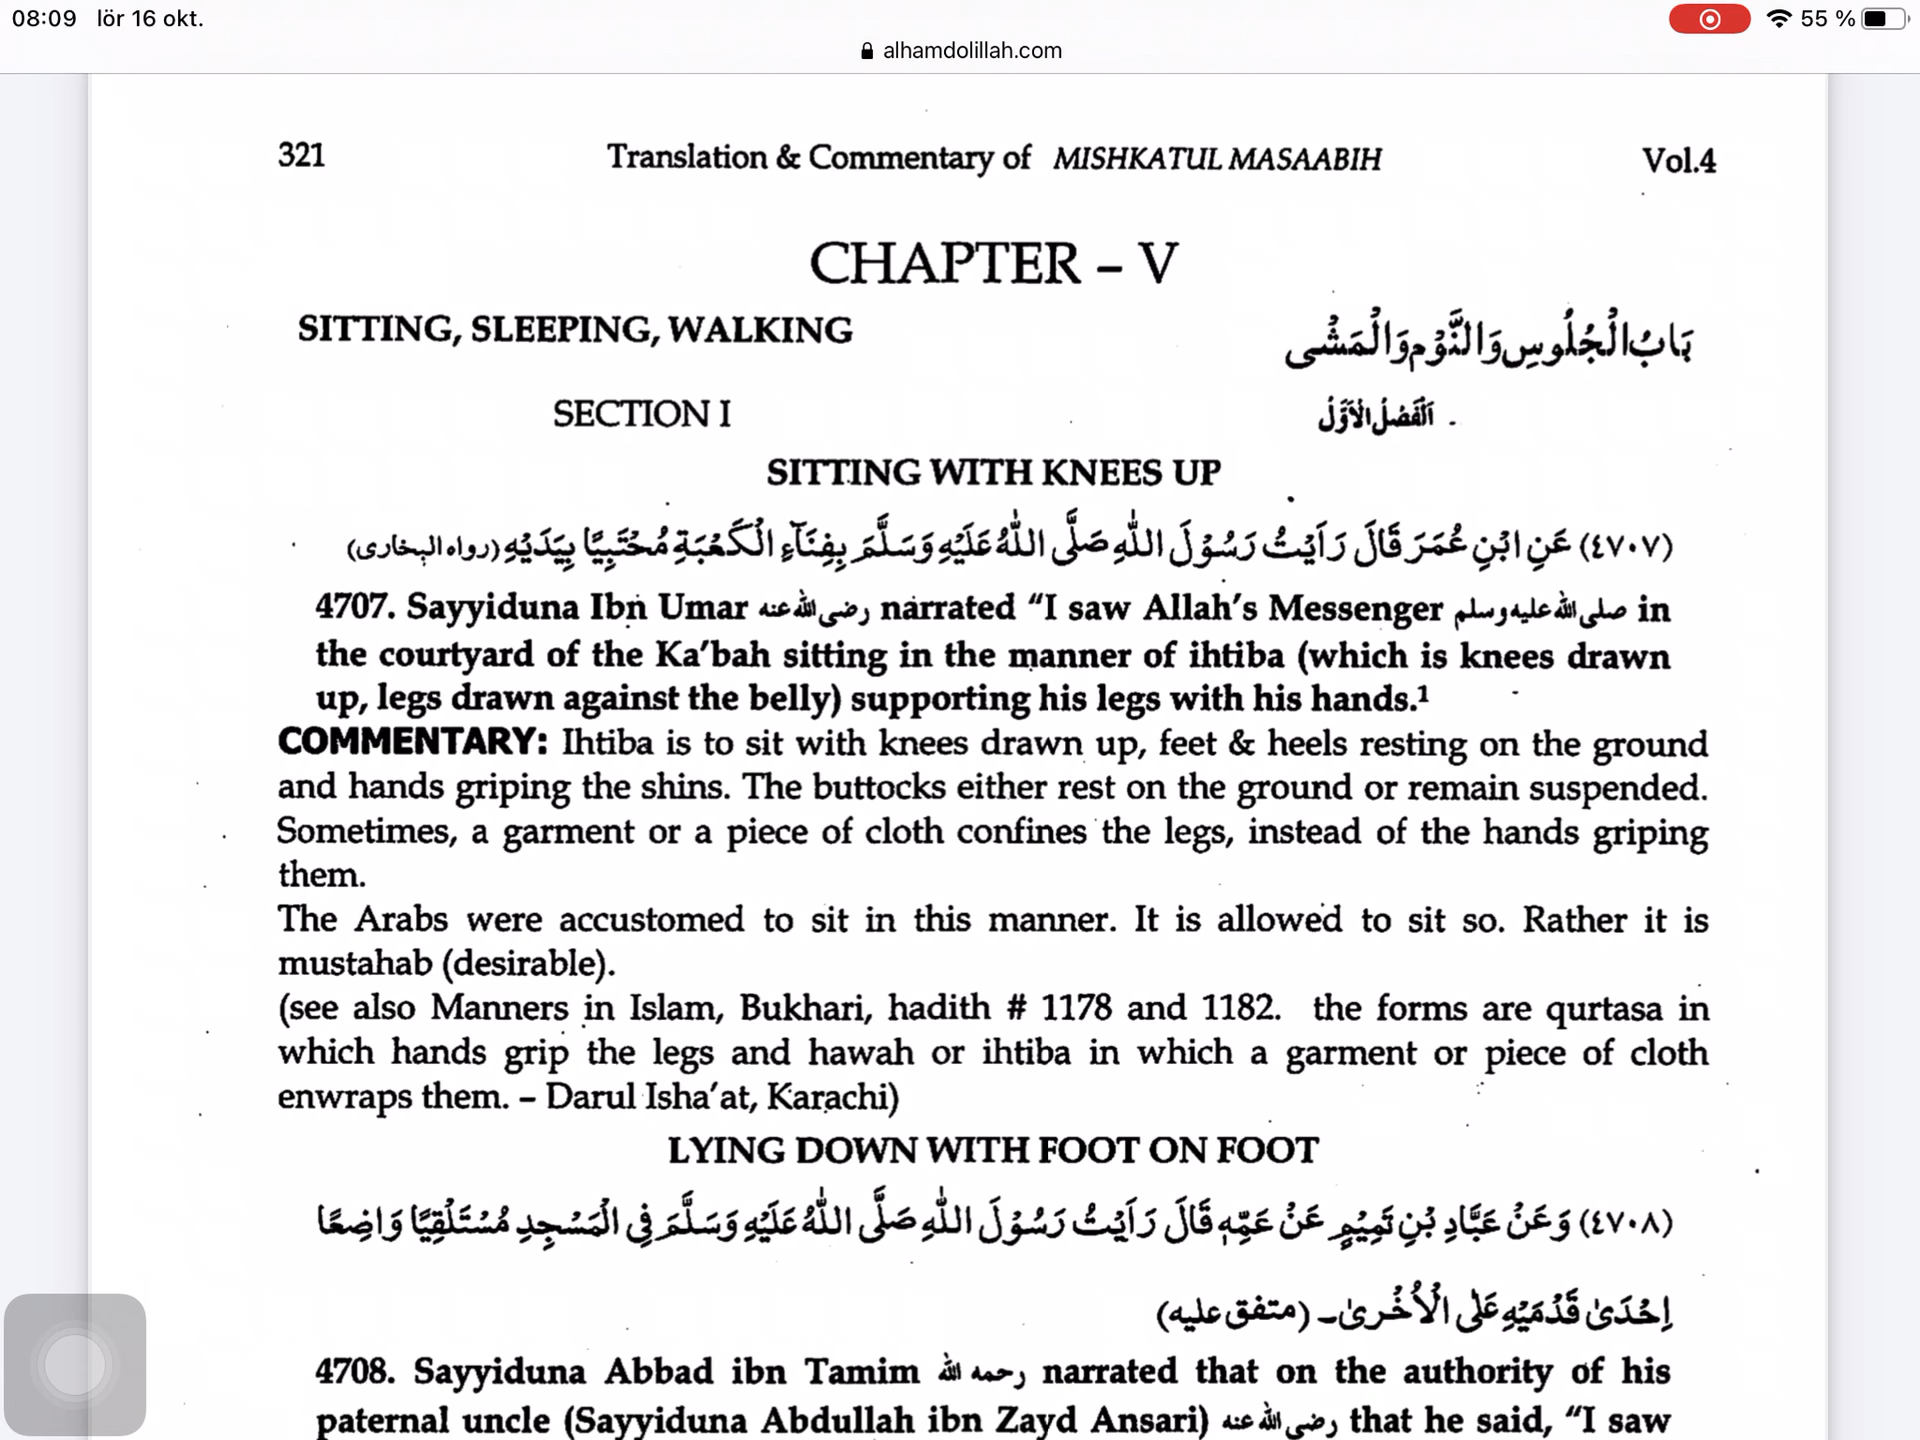 08:09 lör 16 okt.
55 %
alhamdolillah.com
321 Translation & Commentary of MISHKATUL MASAABIH Vol.4
CHAPTER – V
SITTING, SLEEPING, WALKING بَابُ الْجُلُوسِ وَالنَّوْمِ وَالْمَشْى
SECTION I اَلْفَصْلُ الْاَوَّلُ
SITTING WITH KNEES UP
(٤٧٠٧) عَنِ ابْنِ عُمَرَ قَالَ رَاَيْتُ رَسُوْلَ اللّٰهِ صَلَّى اللّٰهُ عَلَيْهِ وَسَلَّمَ بِفِنَآءِ الْكَعْبَةِ مُحْتَبِيًا بِيَدَيْهِ (رواه البخارى)
4707. Sayyiduna Ibn Umar رضى الله عنه narrated “I saw Allah’s Messenger صلى الله عليه وسلم in
the courtyard of the Ka’bah sitting in the manner of ihtiba (which is knees drawn
up, legs drawn against the belly) supporting his legs with his hands.¹
COMMENTARY: Ihtiba is to sit with knees drawn up, feet & heels resting on the ground
and hands griping the shins. The buttocks either rest on the ground or remain suspended.
Sometimes, a garment or a piece of cloth confines the legs, instead of the hands griping
them.
The Arabs were accustomed to sit in this manner. It is allowed to sit so. Rather it is
mustahab (desirable).
(see also Manners in Islam, Bukhari, hadith # 1178 and 1182. the forms are qurtasa in
which hands grip the legs and hawah or ihtiba in which a garment or piece of cloth
enwraps them. – Darul Isha’at, Karachi)
LYING DOWN WITH FOOT ON FOOT
(٤٧٠٨) وَعَنْ عَبَّادِ بْنِ تَمِيْمٍ عَنْ عَمِّهٖ قَالَ رَاَيْتُ رَسُوْلَ اللّٰهِ صَلَّى اللّٰهُ عَلَيْهِ وَسَلَّمَ فِى الْمَسْجِدِ مُسْتَلْقِيًا وَاضِعًا
اِحْدَىٰ قَدَمَيْهِ عَلَى الْاُخْرىٰ۔ (متفق عليه)
4708. Sayyiduna Abbad ibn Tamim رحمه الله narrated that on the authority of his
paternal uncle (Sayyiduna Abdullah ibn Zayd Ansari) رضى الله عنه that he said, “I saw